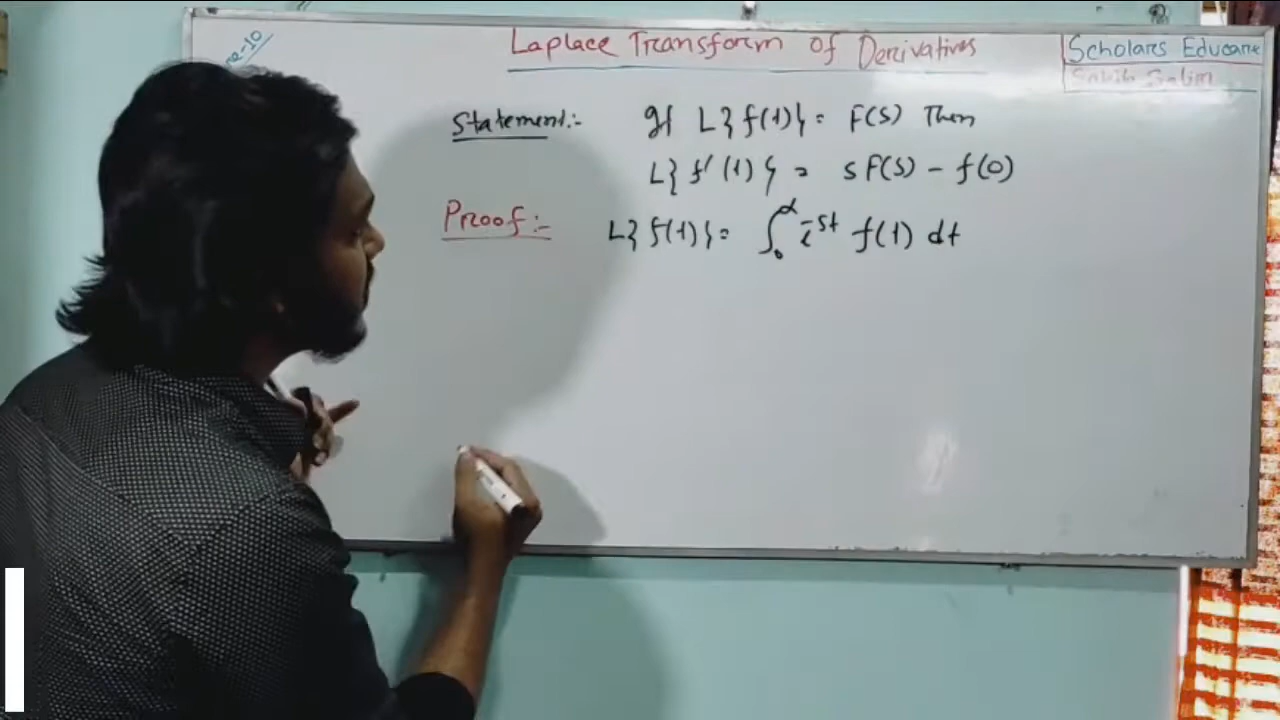 Laplace Transform of Derivatives
Scholars Educare
Statement:- If L{f(t)} = F(s) Then
L{f'(t)} = sF(s) - f(0)
Proof:- L{f(t)} = ∫₀^∞ e^-st f(t) dt